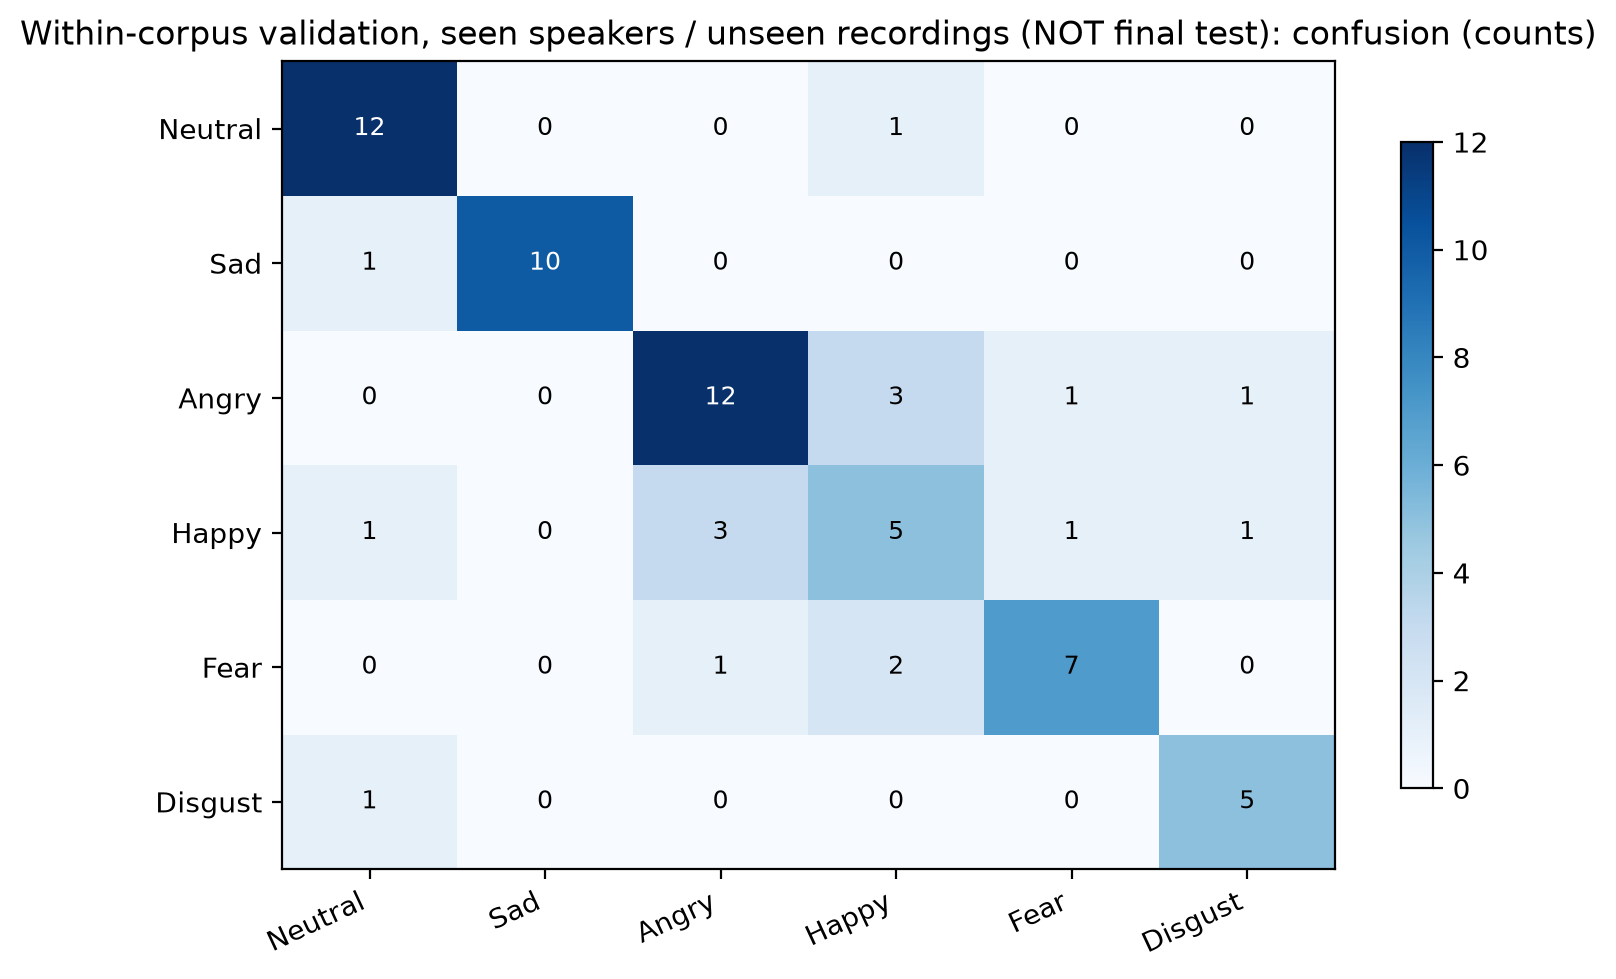 Within-corpus validation, seen speakers / unseen recordings (NOT final test): confusion (counts)
Neutral 12 0 0 1 0 0
Sad 1 10 0 0 0 0
Angry 0 0 12 3 1 1
Happy 1 0 3 5 1 1
Fear 0 0 1 2 7 0
Disgust 1 0 0 0 0 5
Neutral Sad Angry Happy Fear Disgust
12
10
8
6
4
2
0